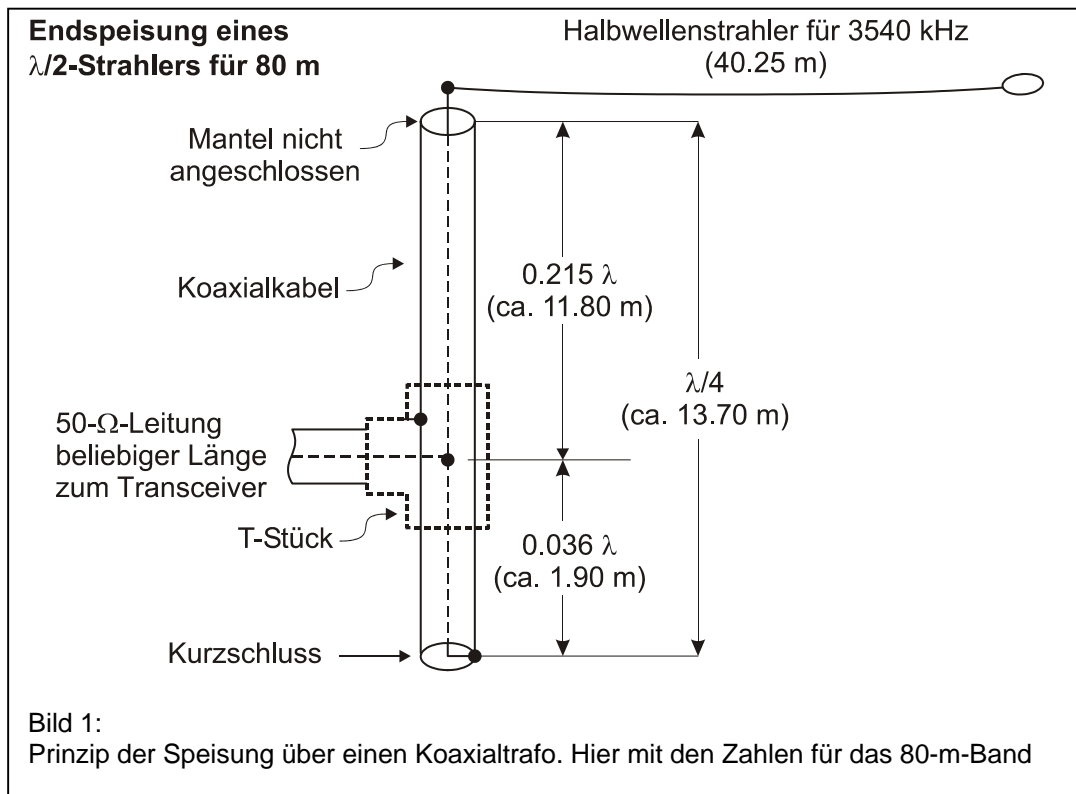 Endspeisung eines
λ/2-Strahlers für 80 m
Halbwellenstrahler für 3540 kHz
(40.25 m)
Mantel nicht
angeschlossen
Koaxialkabel
0.215 λ
(ca. 11.80 m)
λ/4
(ca. 13.70 m)
50-Ω-Leitung
beliebiger Länge
zum Transceiver
T-Stück
0.036 λ
(ca. 1.90 m)
Kurzschluss
Bild 1:
Prinzip der Speisung über einen Koaxialtrafo. Hier mit den Zahlen für das 80-m-Band